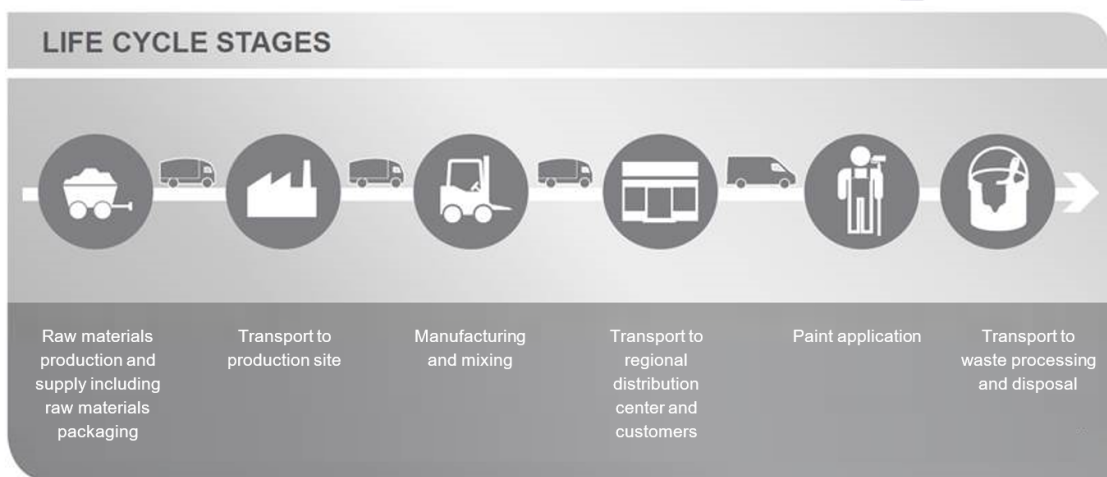 LIFE CYCLE STAGES
Raw materials
production and
supply including
raw materials
packaging
Transport to
production site
Manufacturing
and mixing
Transport to
regional
distribution
center and
customers
Paint application
Transport to
waste processing
and disposal